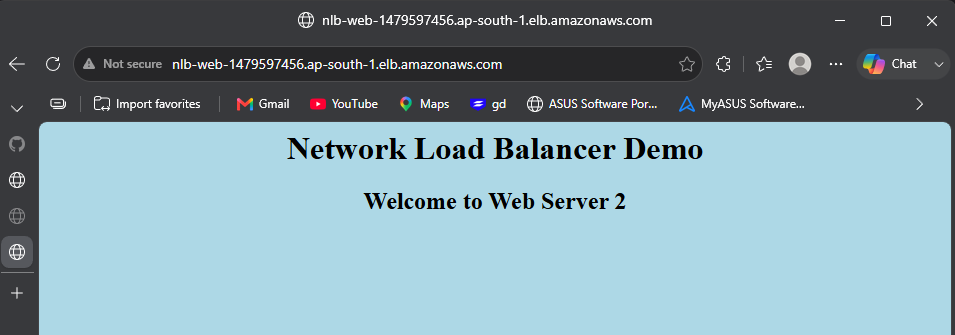 nlb-web-1479597456.ap-south-1.elb.amazonaws.com
Not secure nlb-web-1479597456.ap-south-1.elb.amazonaws.com Chat
Import favorites Gmail YouTube Maps gd ASUS Software Por... MyASUS Software...
Network Load Balancer Demo
Welcome to Web Server 2